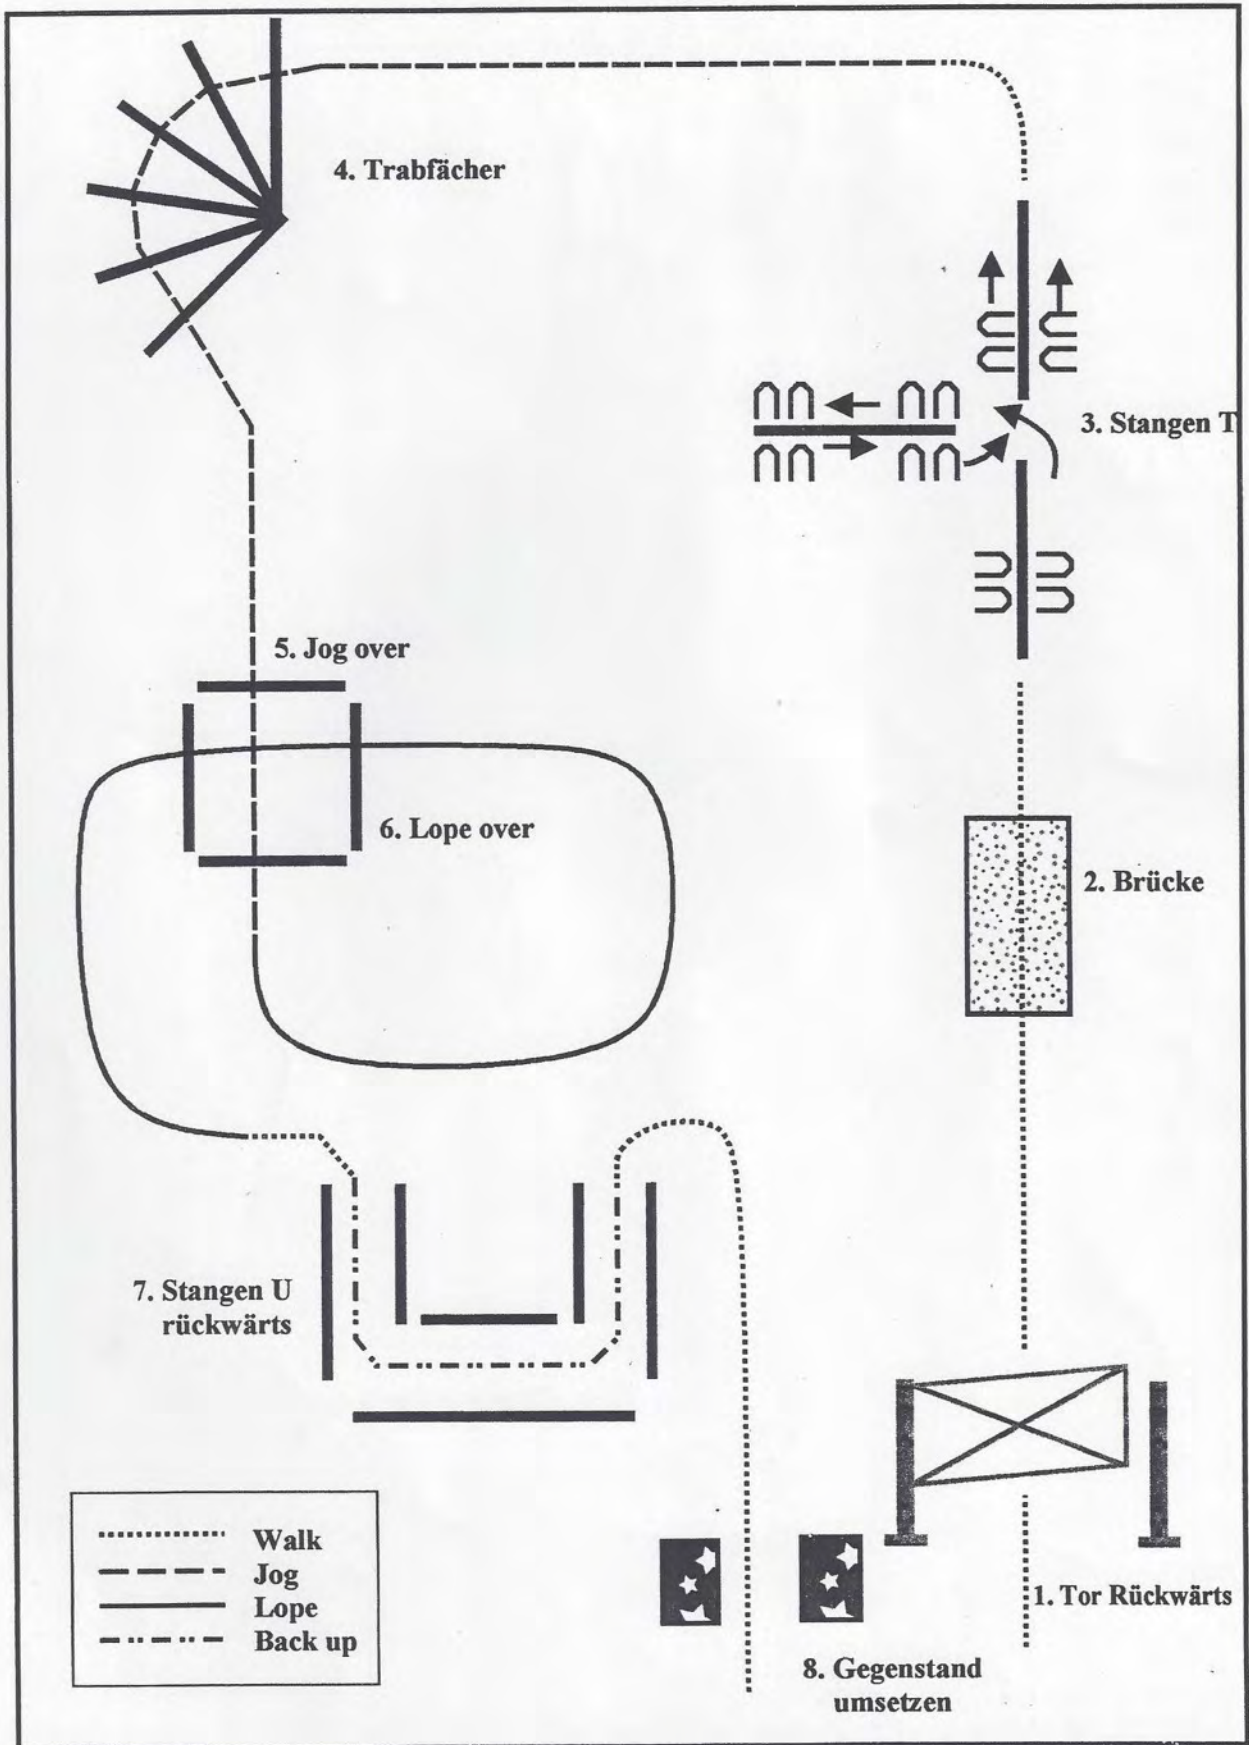 4. Trabfächer
3. Stangen T
5. Jog over
6. Lope over
2. Brücke
7. Stangen U
rückwärts
Walk
Jog
Lope
Back up
1. Tor Rückwärts
8. Gegenstand
umsetzen